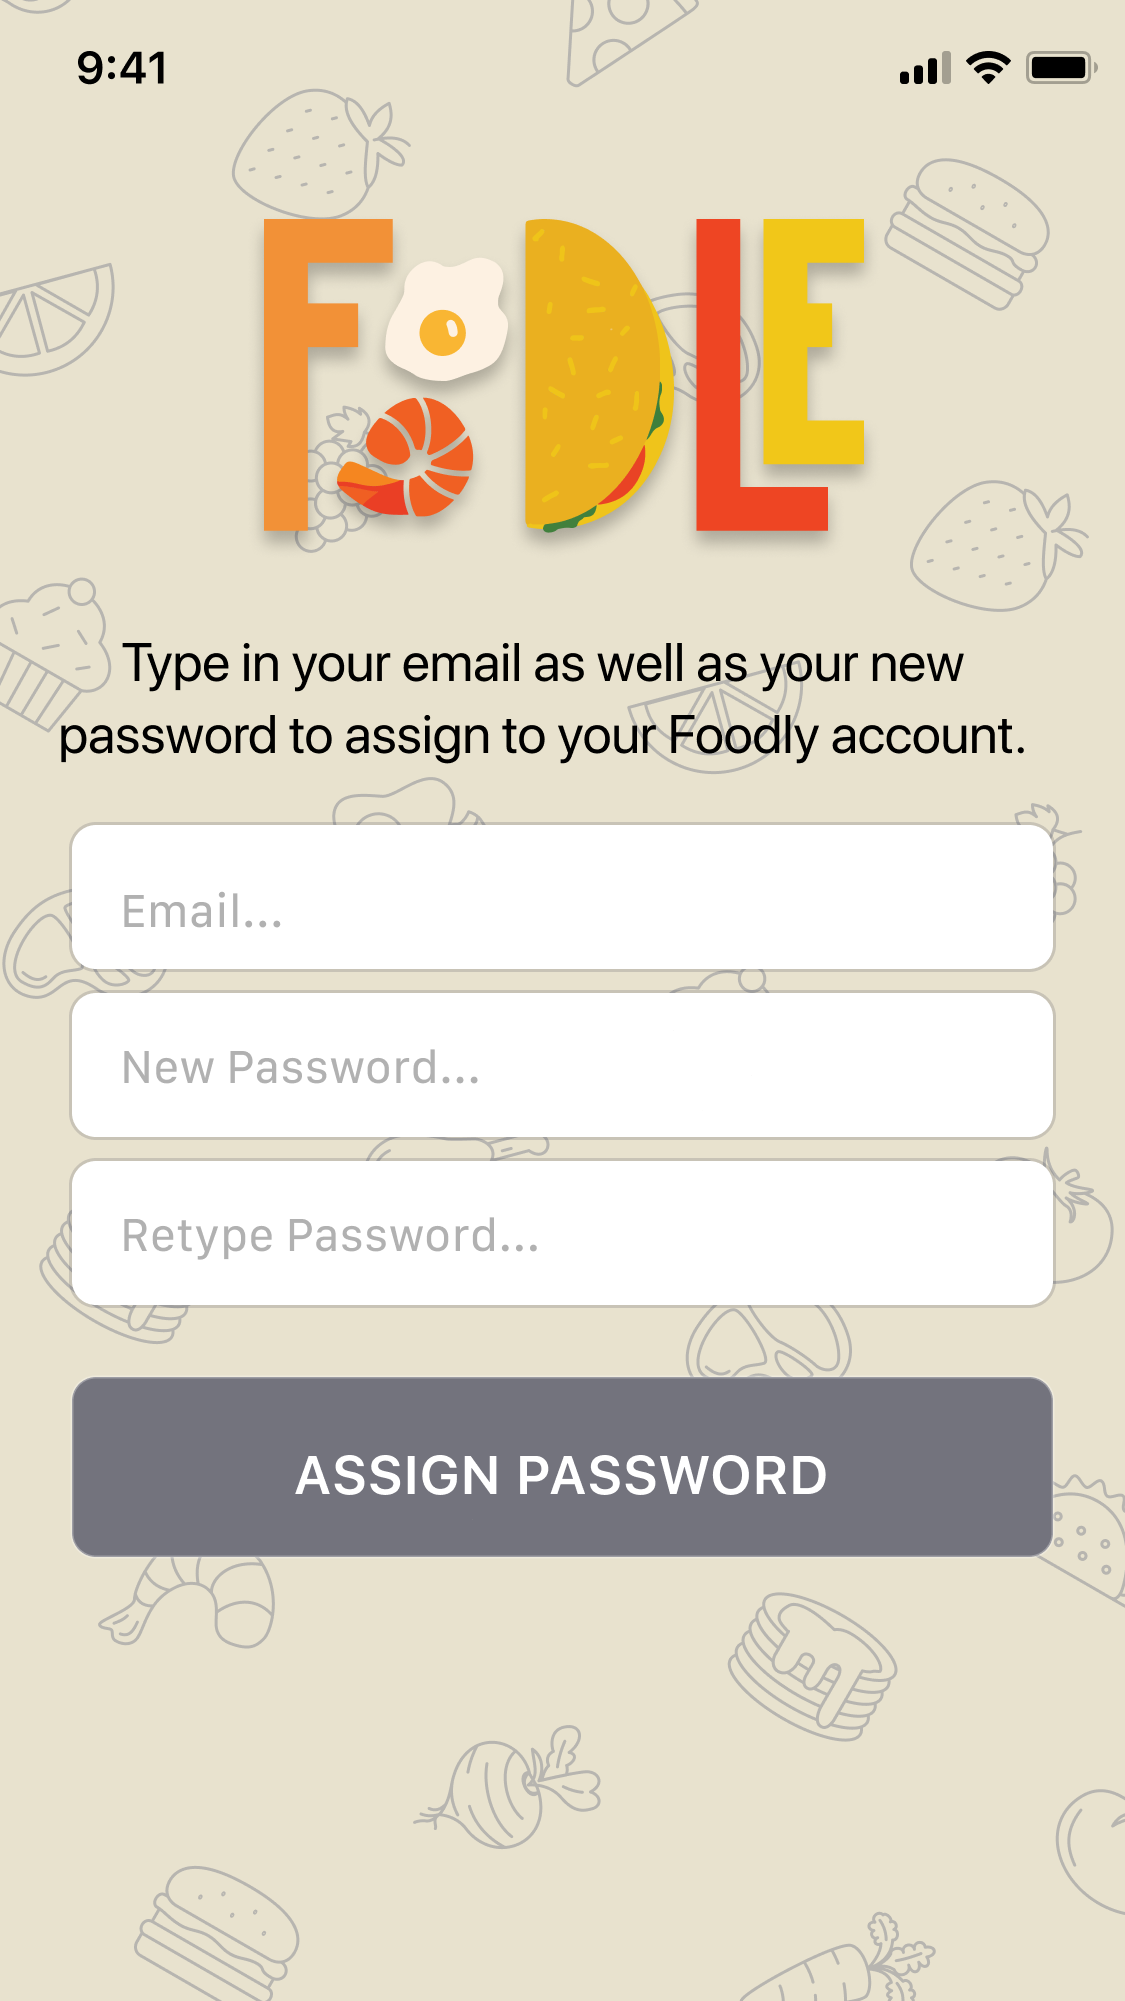 9:41
FOODLE
Type in your email as well as your new
password to assign to your Foodly account.
Email...
New Password...
Retype Password...
ASSIGN PASSWORD